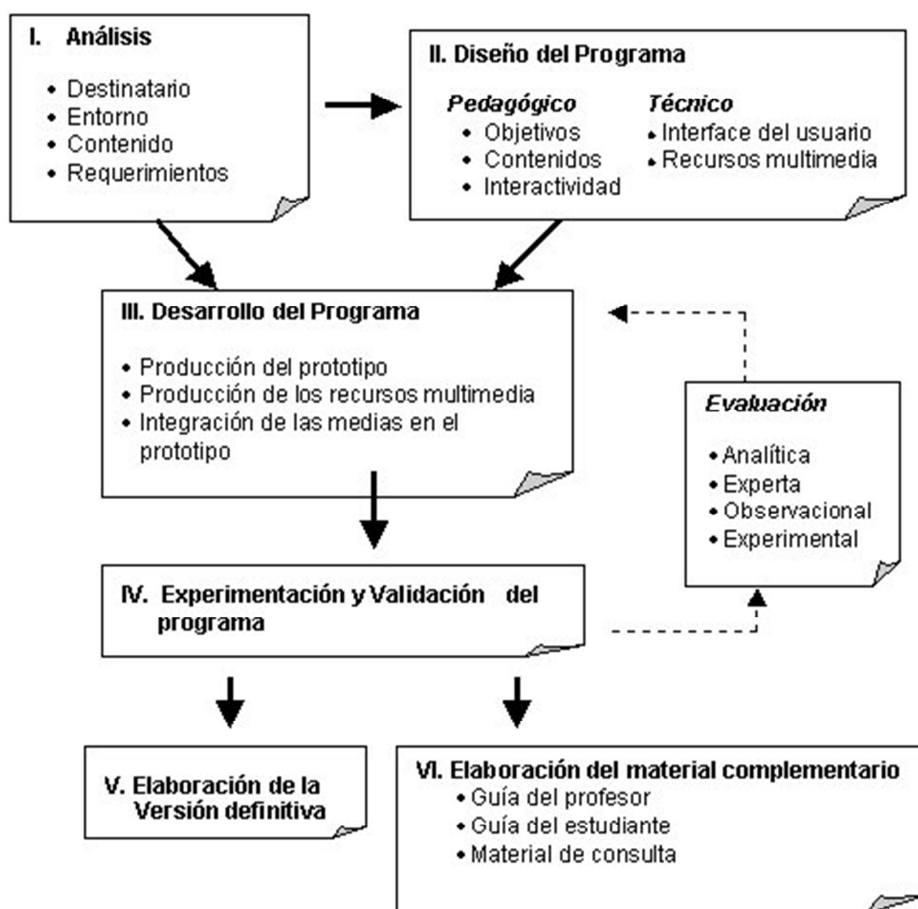 I. Análisis
• Destinatario
• Entorno
• Contenido
• Requerimientos
II. Diseño del Programa
Pedagógico
• Objetivos
• Contenidos
• Interactividad
Técnico
• Interface del usuario
• Recursos multimedia
III. Desarrollo del Programa
• Producción del prototipo
• Producción de los recursos multimedia
• Integración de las medias en el
prototipo
Evaluación
• Analítica
• Experta
• Observacional
• Experimental
IV. Experimentación y Validación del
programa
V. Elaboración de la
Versión definitiva
VI. Elaboración del material complementario
• Guía del profesor
• Guía del estudiante
• Material de consulta